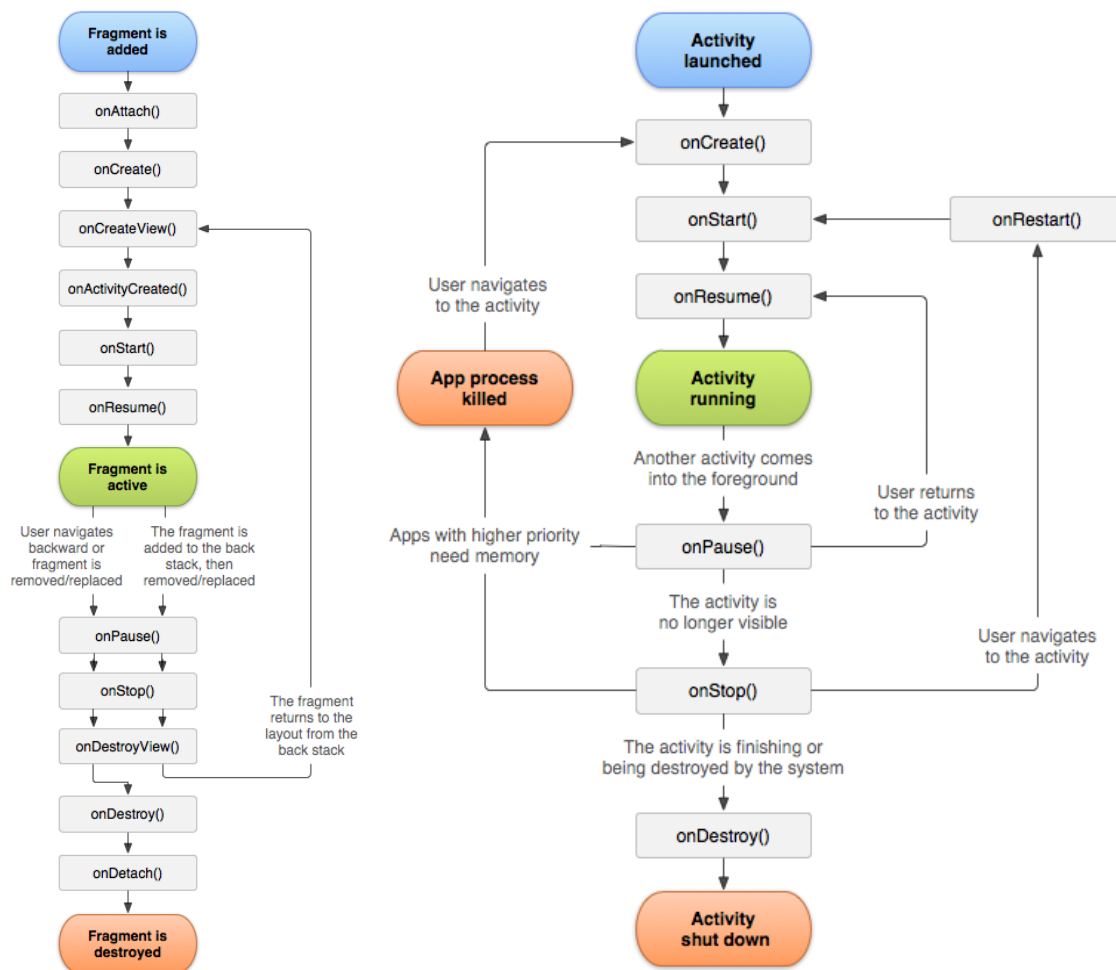 Fragment is
added
onAttach()
onCreate()
onCreateView()
onActivityCreated()
onStart()
onResume()
Fragment is
active
User navigates
backward or
fragment is
removed/replaced
The fragment is
added to the back
stack, then
removed/replaced
onPause()
onStop()
onDestroyView()
The fragment
returns to the
layout from the
back stack
onDestroy()
onDetach()
Fragment is
destroyed
Activity
launched
onCreate()
onStart()
onRestart()
User navigates
to the activity
onResume()
App process
killed
Activity
running
Another activity comes
into the foreground
User returns
to the activity
Apps with higher priority
need memory
onPause()
The activity is
no longer visible
User navigates
to the activity
onStop()
The activity is finishing or
being destroyed by the system
onDestroy()
Activity
shut down